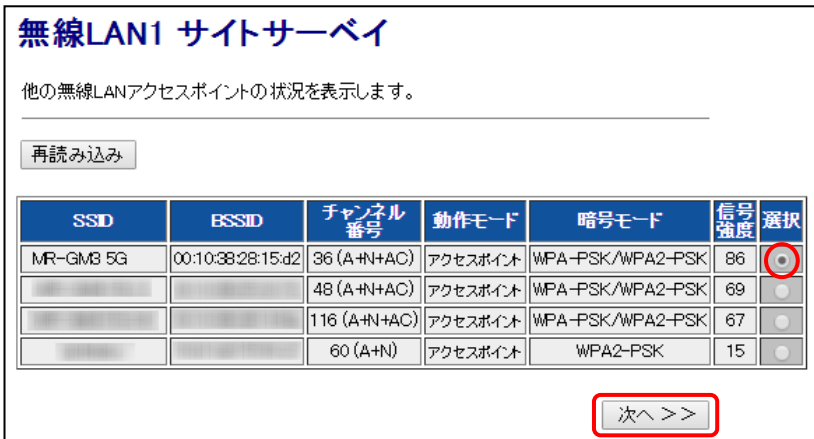 無線LAN1 サイトサーベイ
他の無線LANアクセスポイントの状況を表示します。
再読み込み
SSID BSSID チャンネル番号 動作モード 暗号モード 信号強度 選択
MR-GM3 5G 00:10:38:28:15:d2 36 (A+N+AC) アクセスポイント WPA-PSK/WPA2-PSK 86
48 (A+N+AC) アクセスポイント WPA-PSK/WPA2-PSK 69
116 (A+N+AC) アクセスポイント WPA-PSK/WPA2-PSK 67
60 (A+N) アクセスポイント WPA2-PSK 15
次へ >>